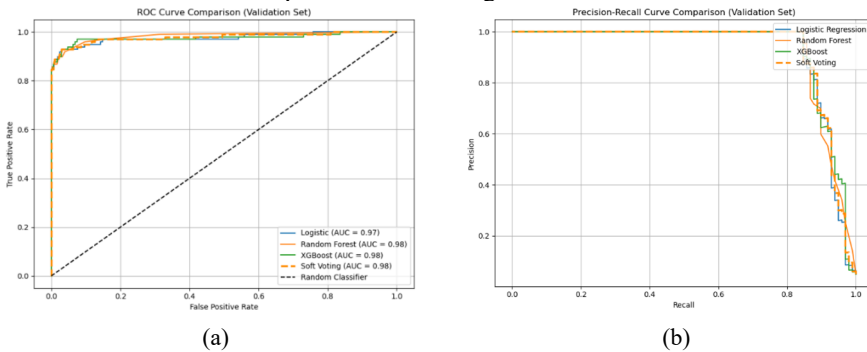 ROC Curve Comparison (Validation Set)
True Positive Rate
1.0
0.8
0.6
0.4
0.2
0.0
Logistic (AUC = 0.97)
Random Forest (AUC = 0.98)
XGBoost (AUC = 0.98)
Soft Voting (AUC = 0.98)
Random Classifier
0.0 0.2 0.4 0.6 0.8 1.0
False Positive Rate
(a)
Precision-Recall Curve Comparison (Validation Set)
Precision
1.0
0.8
0.6
0.4
0.2
Logistic Regression
Random Forest
XGBoost
Soft Voting
0.0 0.2 0.4 0.6 0.8 1.0
Recall
(b)